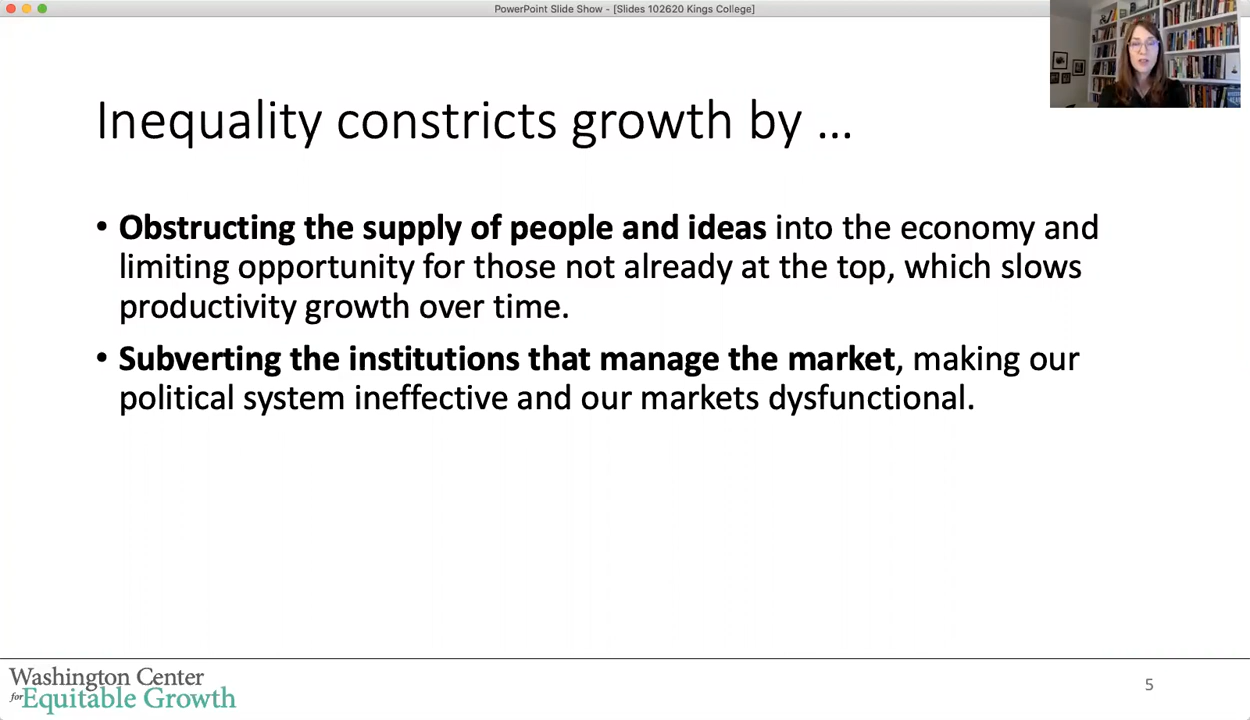 PowerPoint Slide Show - [Slides 102620 Kings College]
Inequality constricts growth by ...
• Obstructing the supply of people and ideas into the economy and
limiting opportunity for those not already at the top, which slows
productivity growth over time.
• Subverting the institutions that manage the market, making our
political system ineffective and our markets dysfunctional.
Washington Center
for Equitable Growth
5